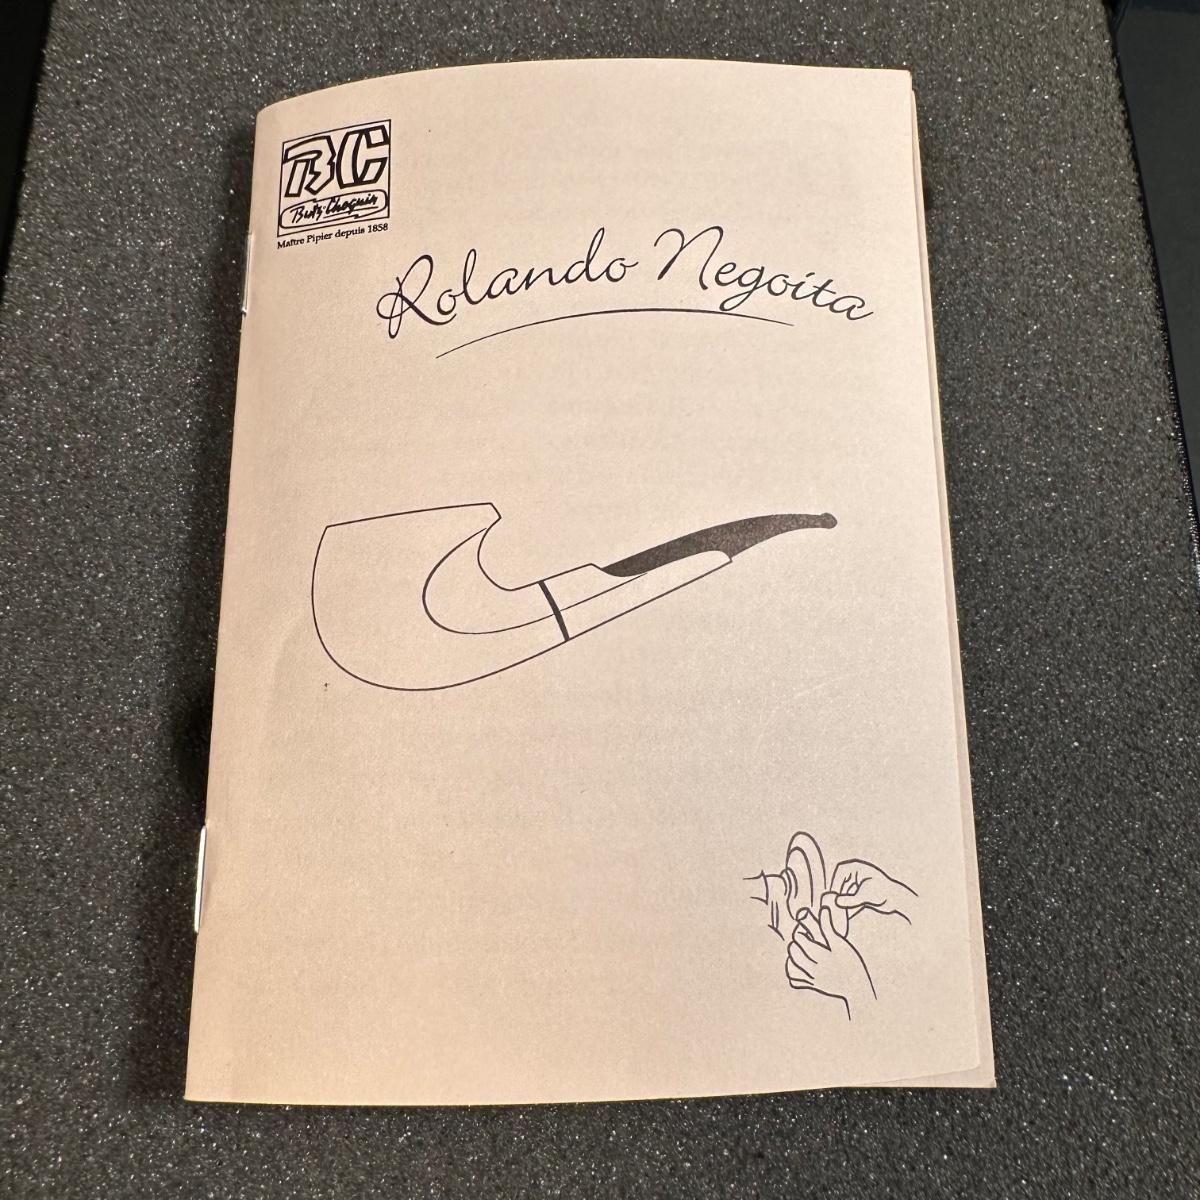 BC
Butz-Choquin
Maître Pipier depuis 1858
Rolando Negoita